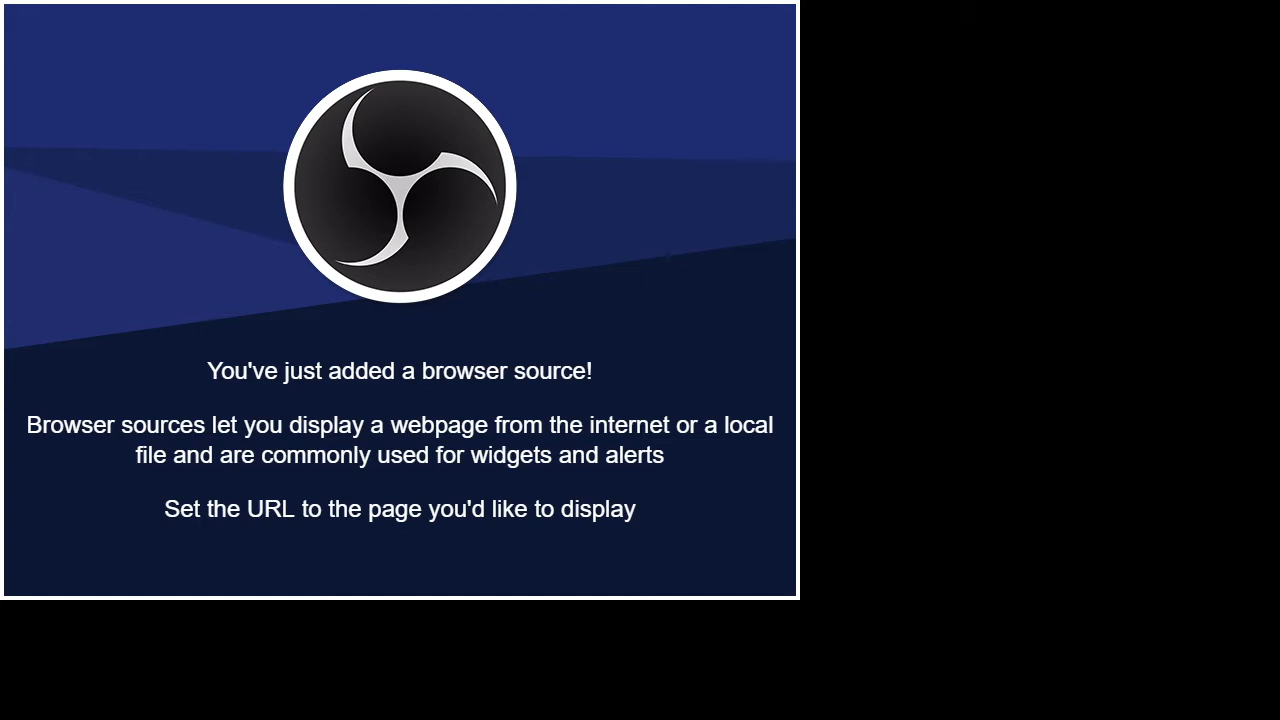 You've just added a browser source!
Browser sources let you display a webpage from the internet or a local
file and are commonly used for widgets and alerts
Set the URL to the page you'd like to display